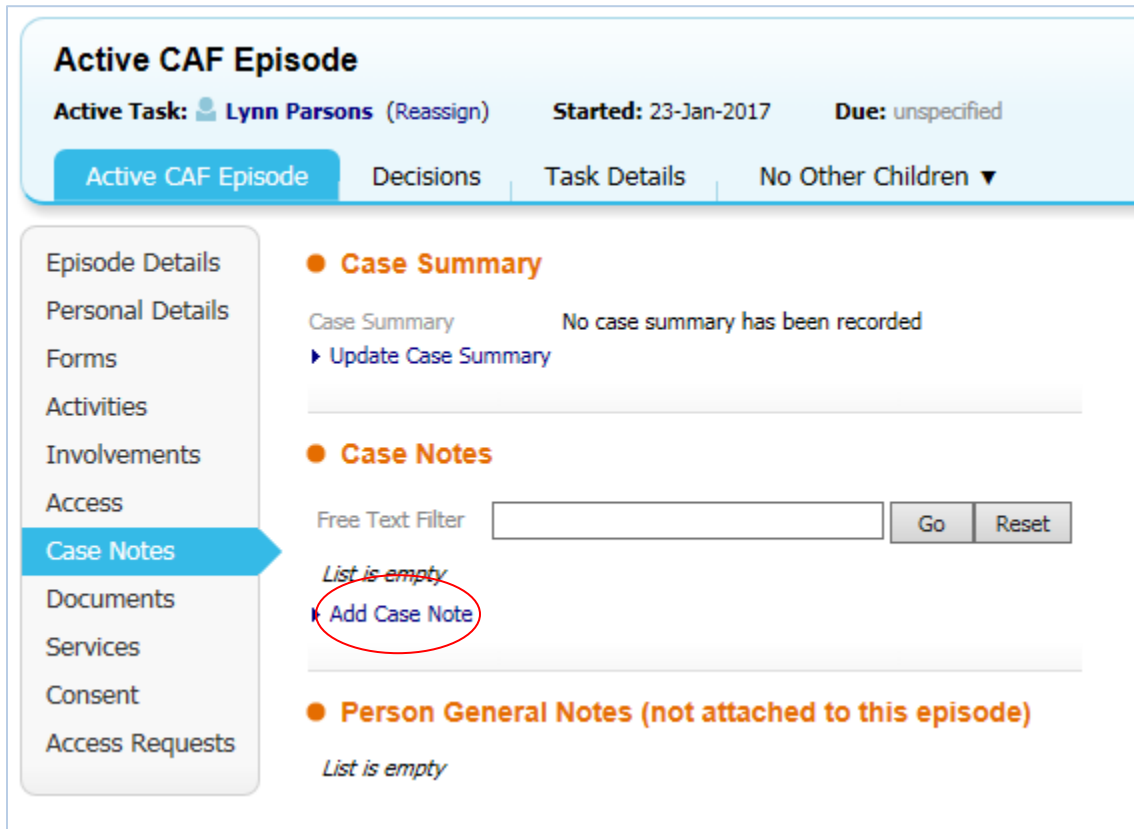 Active CAF Episode
Active Task: Lynn Parsons (Reassign) Started: 23-Jan-2017 Due: unspecified
Active CAF Episode Decisions Task Details No Other Children ▼
Episode Details
Personal Details
Forms
Activities
Involvements
Access
Case Notes
Documents
Services
Consent
Access Requests
Case Summary
Case Summary No case summary has been recorded
Update Case Summary
Case Notes
Free Text Filter Go Reset
List is empty
Add Case Note
Person General Notes (not attached to this episode)
List is empty